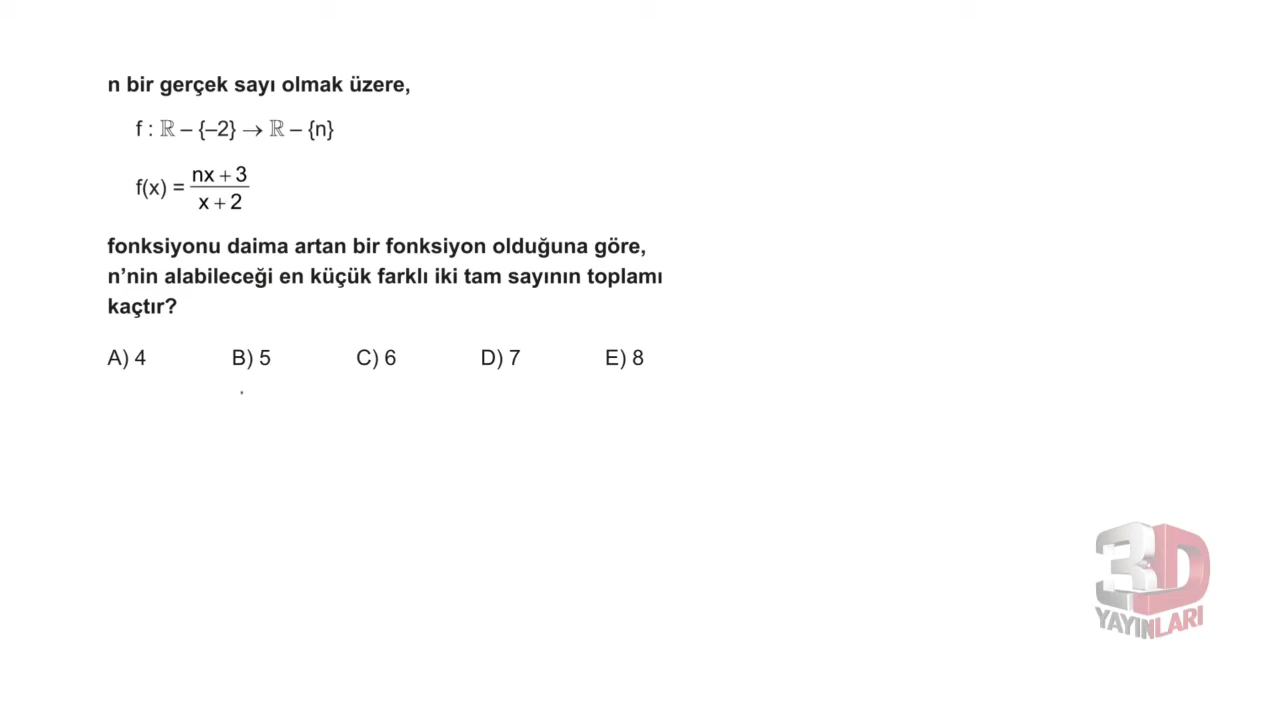 n bir gerçek sayı olmak üzere,
f : ℝ – {–2} → ℝ – {n}
f(x) = nx + 3 / x + 2
fonksiyonu daima artan bir fonksiyon olduğuna göre,
n’nin alabileceği en küçük farklı iki tam sayının toplamı
kaçtır?
A) 4 B) 5 C) 6 D) 7 E) 8
3D
YAYINLARI